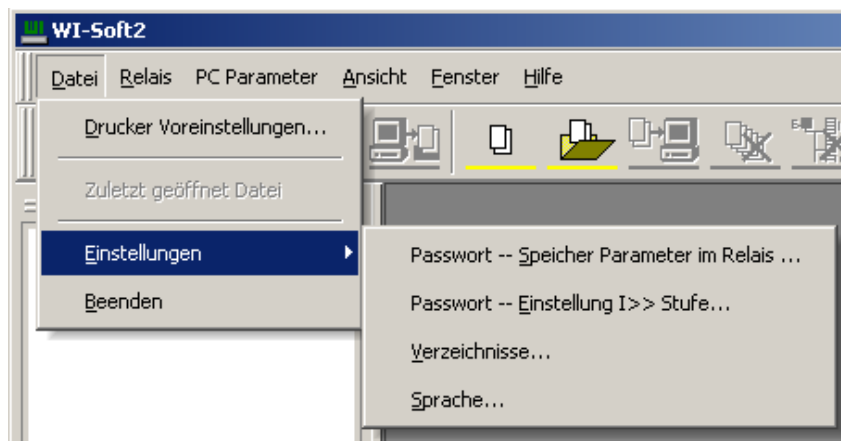 WI-Soft2
Datei Relais PC Parameter Ansicht Fenster Hilfe
Drucker Voreinstellungen...
Zuletzt geöffnet Datei
Einstellungen
Beenden
Passwort -- Speicher Parameter im Relais ...
Passwort -- Einstellung I>> Stufe...
Verzeichnisse...
Sprache...